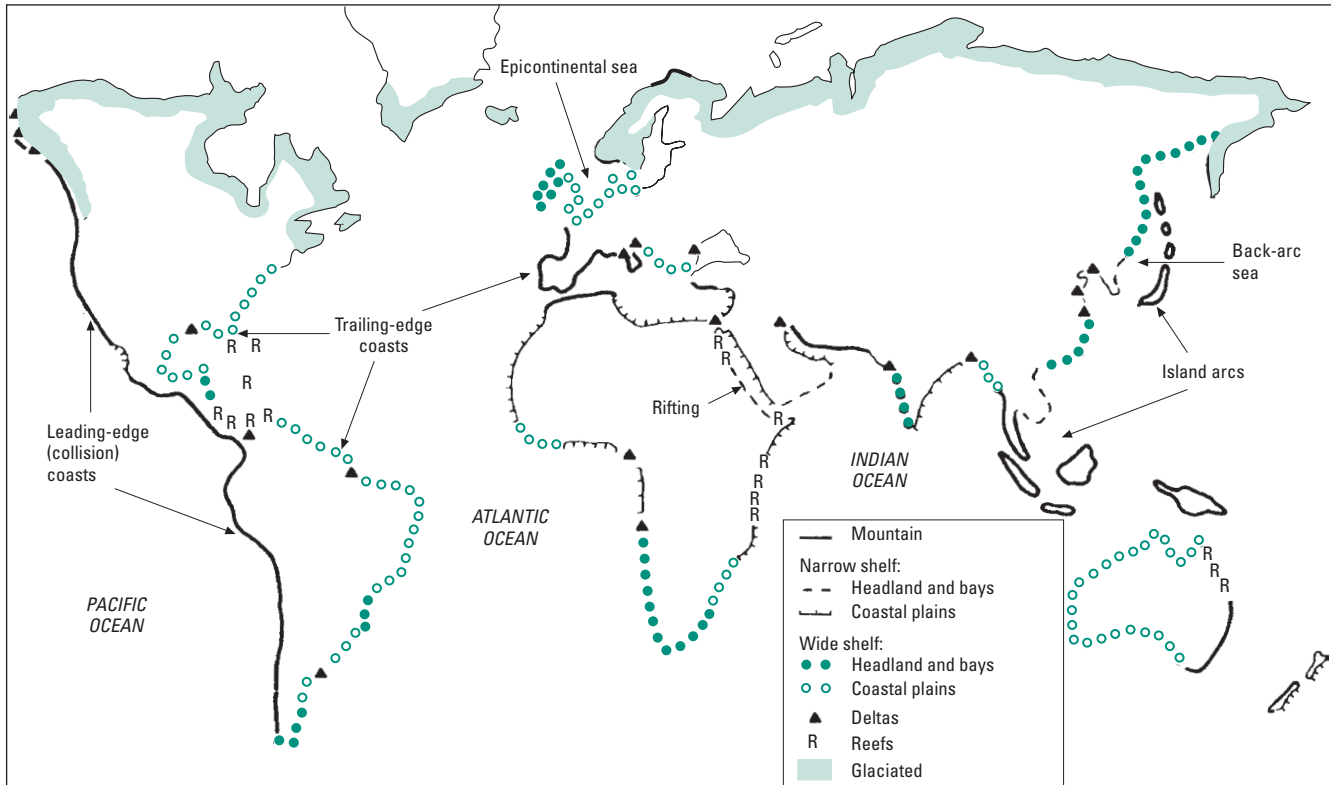 Epicontinental sea
Back-arc
sea
Trailing-edge
coasts
R R
R
Island arcs
R
R
Rifting
R
R R R
R
Leading-edge
(collision)
coasts
INDIAN
OCEAN
R
R
R
R
R
ATLANTIC
OCEAN
R
R
R
PACIFIC
OCEAN
Mountain
Narrow shelf:
Headland and bays
Coastal plains
Wide shelf:
Headland and bays
Coastal plains
Deltas
R Reefs
Glaciated